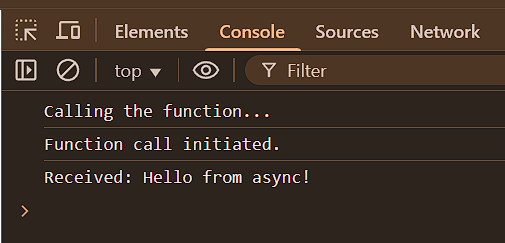 Elements Console Sources Network
top Filter
Calling the function...
Function call initiated.
Received: Hello from async!